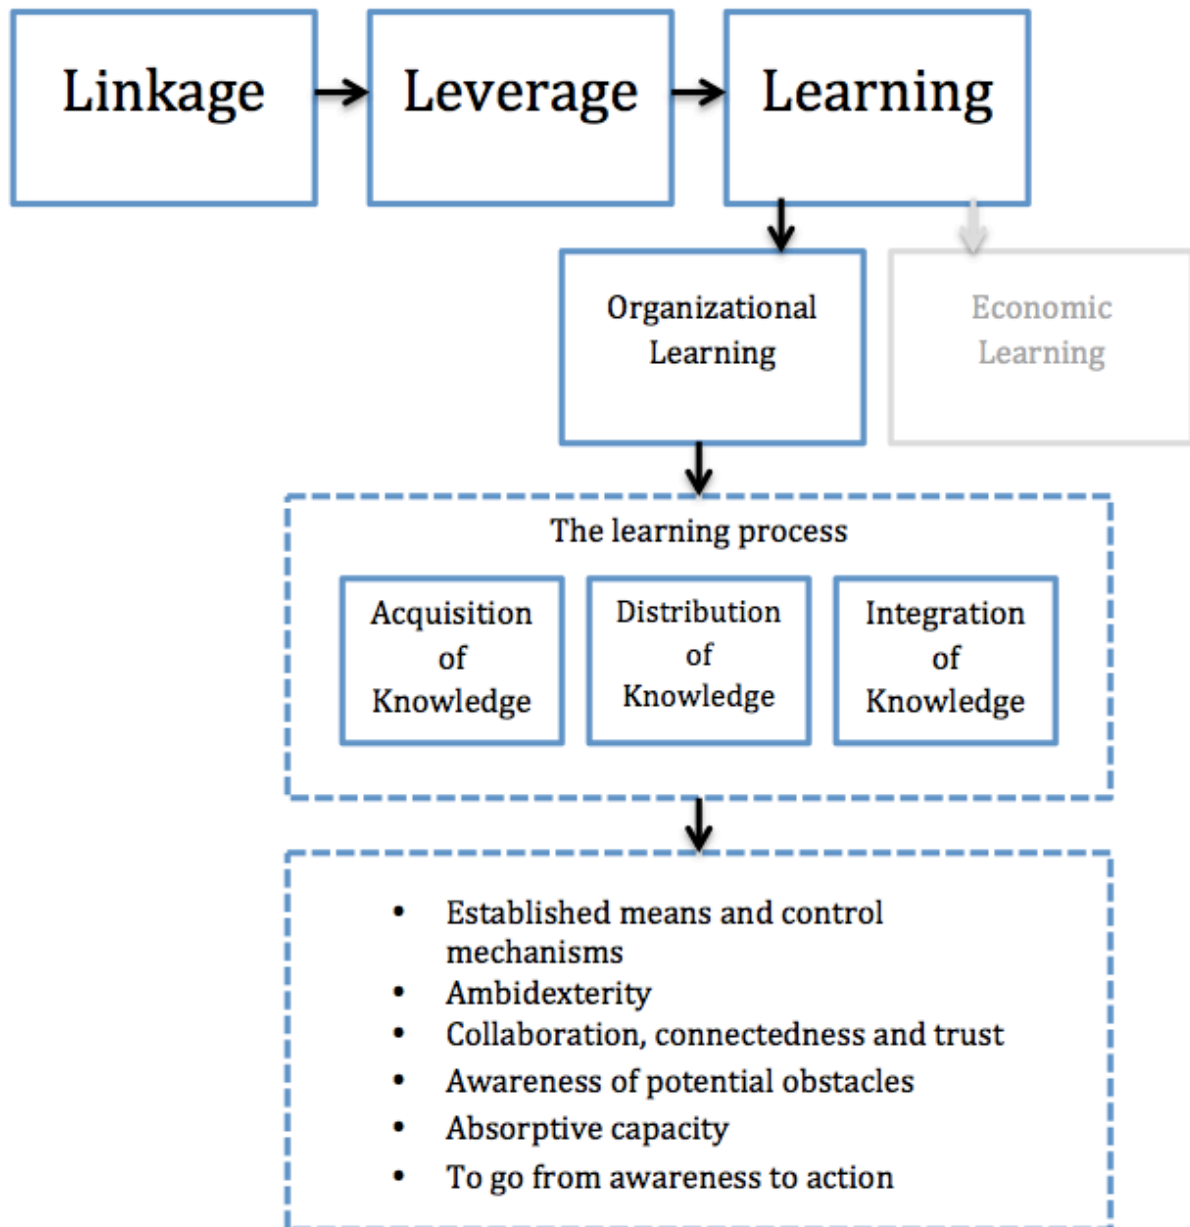 Linkage
Leverage
Learning
Organizational
Learning
Economic
Learning
The learning process
Acquisition
of
Knowledge
Distribution
of
Knowledge
Integration
of
Knowledge
• Established means and control
mechanisms
• Ambidexterity
• Collaboration, connectedness and trust
• Awareness of potential obstacles
• Absorptive capacity
• To go from awareness to action